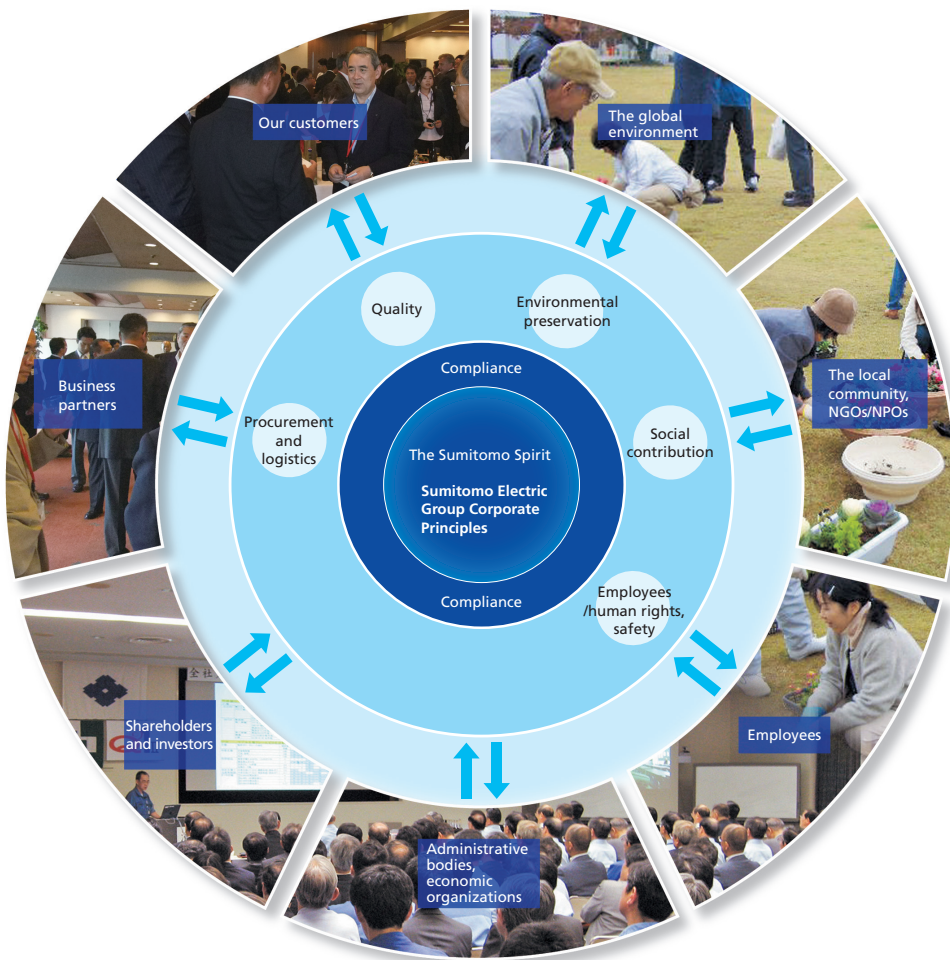 Our customers
The global
environment
Quality
Environmental
preservation
Compliance
Business
partners
The local
community,
NGOs/NPOs
Procurement
and
logistics
Social
contribution
The Sumitomo Spirit
Sumitomo Electric
Group Corporate
Principles
Employees
/human rights,
safety
Compliance
全社
Shareholders
and investors
Employees
Administrative
bodies,
economic
organizations